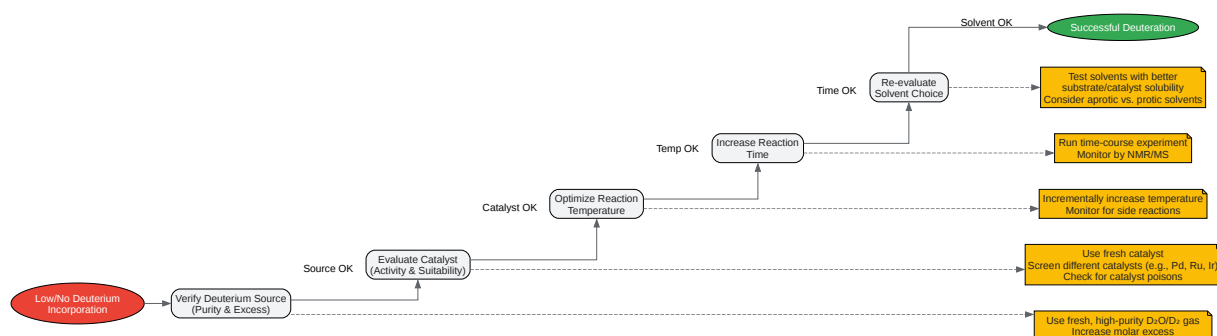 Solvent OK
Successful Deuteration
Re-evaluate
Solvent Choice
Time OK
Test solvents with better
substrate/catalyst solubility
Consider aprotic vs. protic solvents
Increase Reaction
Time
Temp OK
Run time-course experiment
Monitor by NMR/MS
Optimize Reaction
Temperature
Catalyst OK
Incrementally increase temperature
Monitor for side reactions
Evaluate Catalyst
(Activity & Suitability)
Source OK
Use fresh catalyst
Screen different catalysts (e.g., Pd, Ru, Ir)
Check for catalyst poisons
Low/No Deuterium
Incorporation
Verify Deuterium Source
(Purity & Excess)
Use fresh, high-purity D₂O/D₂ gas
Increase molar excess